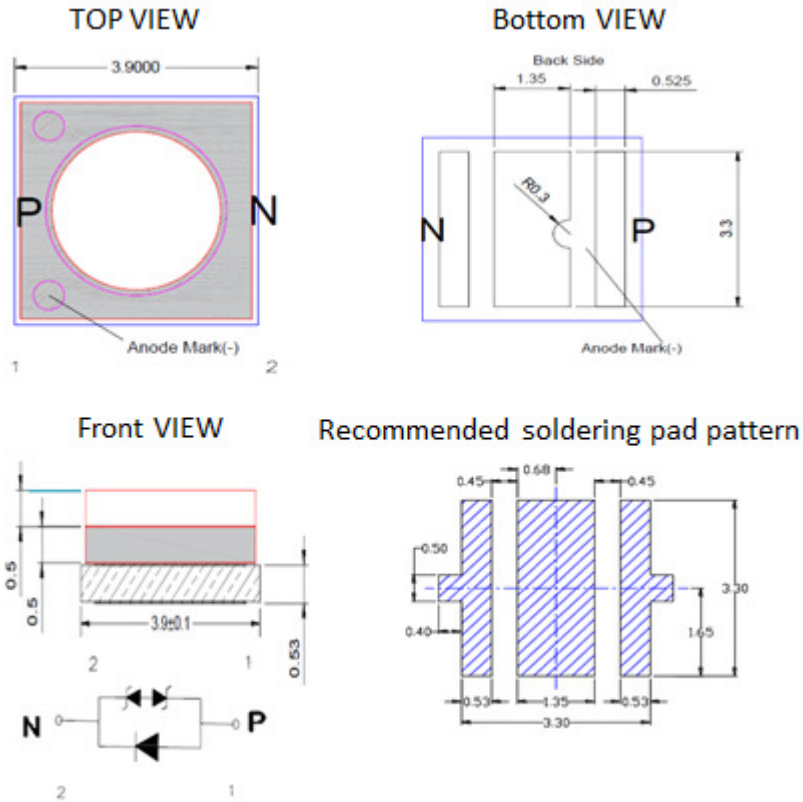 TOP VIEW
3.9000
P
N
Anode Mark(-)
1
2
Bottom VIEW
Back Side
1.35
0.525
R0.3
N
P
3.3
Anode Mark(-)
Front VIEW
0.5
0.5
3.9±0.1
0.53
2
1
N
P
2
1
Recommended soldering pad pattern
0.68
0.45
0.45
0.50
0.40
3.30
1.65
0.53
1.35
0.53
3.30